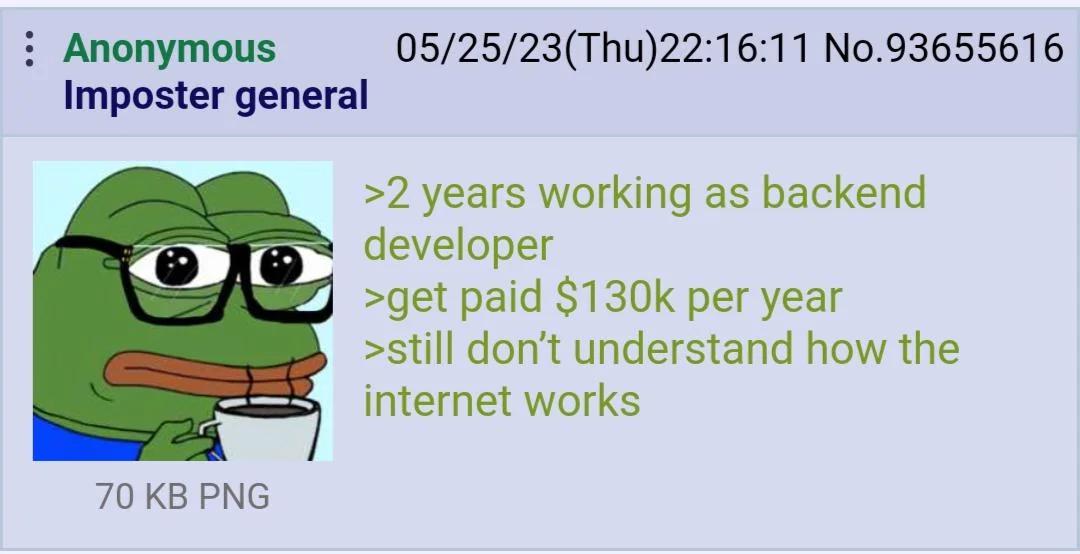 Anonymous 05/25/23(Thu)22:16:11 No.93655616
Imposter general
>2 years working as backend
developer
>get paid $130k per year
>still don’t understand how the
internet works
70 KB PNG